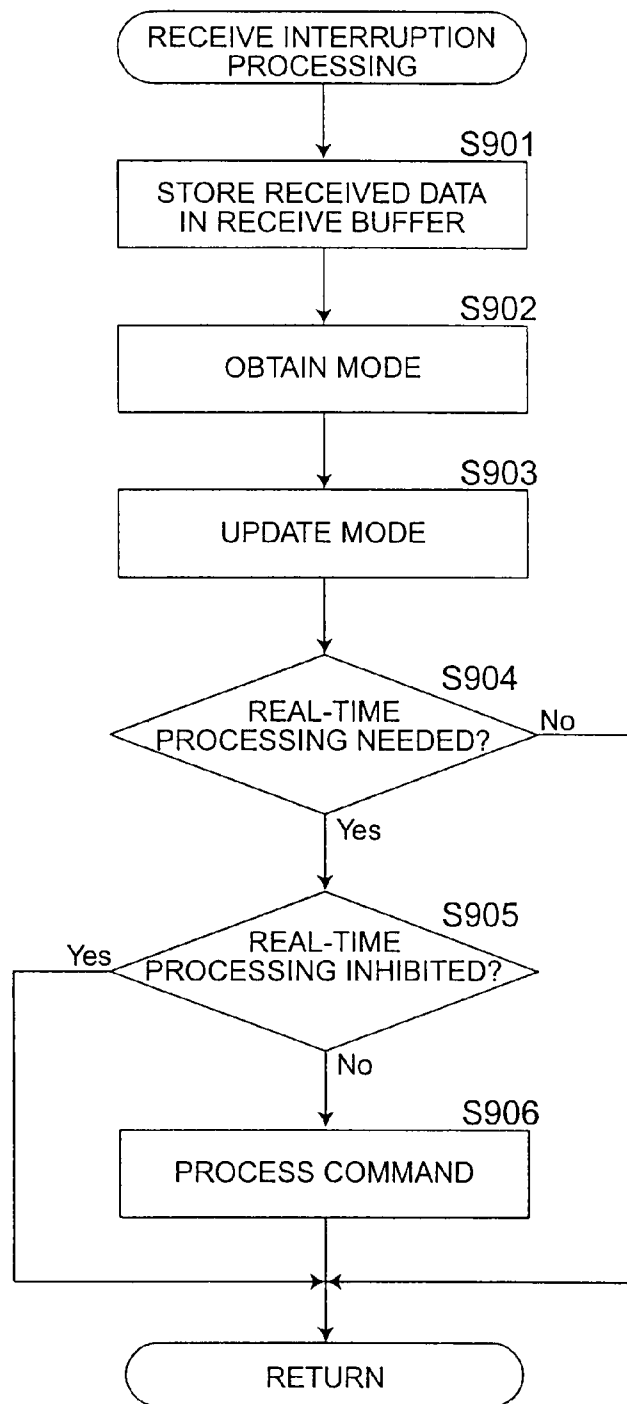 RECEIVE INTERRUPTION
PROCESSING
S901
STORE RECEIVED DATA
IN RECEIVE BUFFER
S902
OBTAIN MODE
S903
UPDATE MODE
S904
REAL-TIME
PROCESSING NEEDED?
No
Yes
S905
REAL-TIME
PROCESSING INHIBITED?
Yes
No
S906
PROCESS COMMAND
RETURN